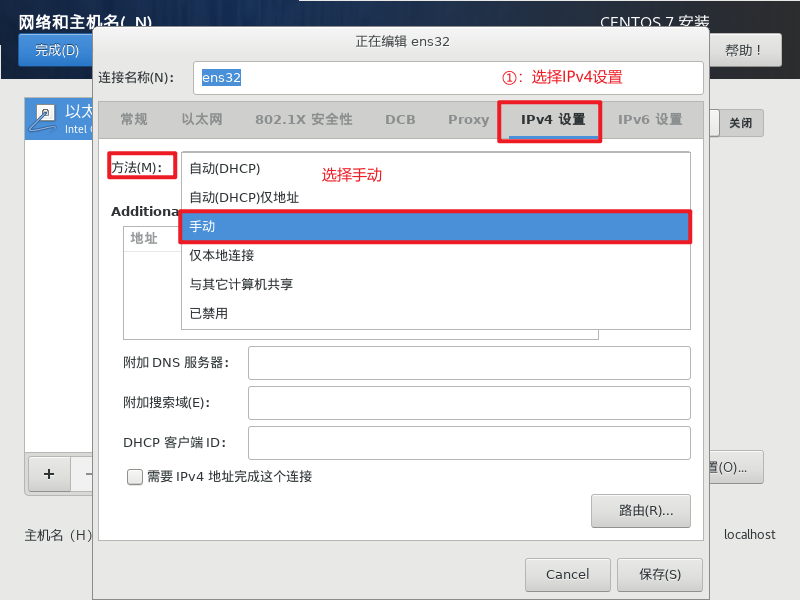 网络和主机名(_N)
CENTOS 7 安装
完成(D)
正在编辑 ens32
帮助！
连接名称(N)：
ens32
①：选择IPv4设置
常规
以太网
802.1X 安全性
DCB
Proxy
IPv4 设置
IPv6 设置
以太
Intel
关闭
方法(M)：
自动(DHCP)
选择手动
自动(DHCP)仅地址
Additiona
手动
地址
仅本地连接
与其它计算机共享
已禁用
附加 DNS 服务器：
附加搜索域(E)：
DHCP 客户端 ID：
需要 IPv4 地址完成这个连接
+
−
置(O)...
路由(R)...
主机名（H）
localhost
Cancel
保存(S)